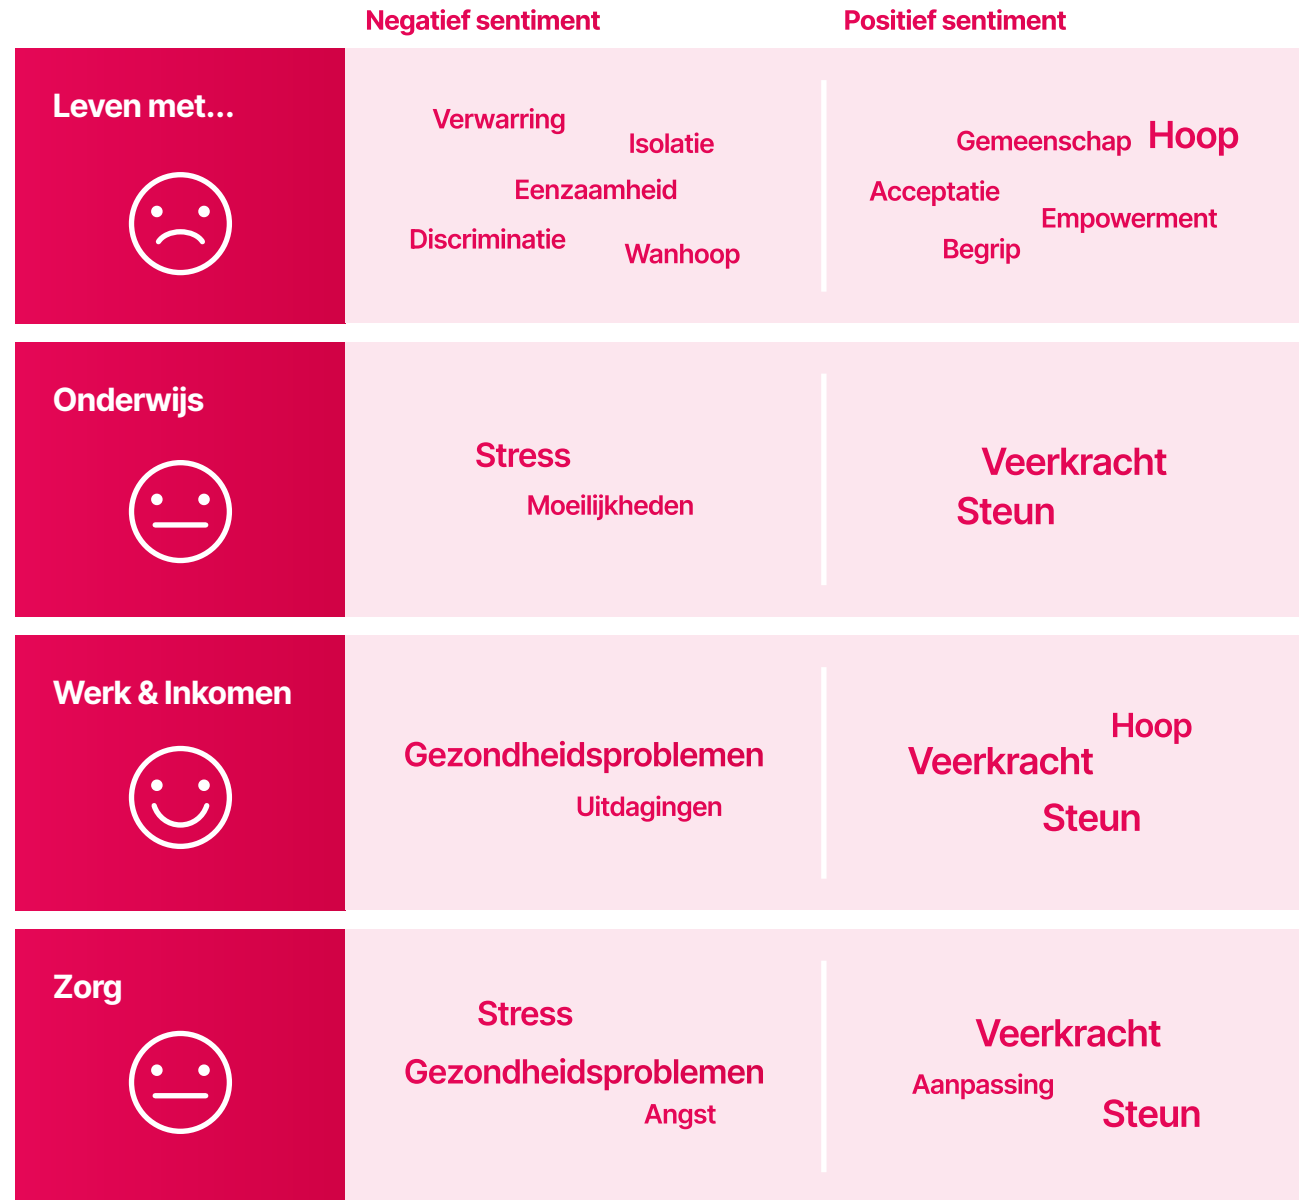 Negatief sentiment
Positief sentiment
Leven met...
Verwarring
Isolatie
Eenzaamheid
Discriminatie
Wanhoop
Gemeenschap
Hoop
Acceptatie
Empowerment
Begrip
Onderwijs
Stress
Moeilijkheden
Veerkracht
Steun
Werk & Inkomen
Gezondheidsproblemen
Uitdagingen
Hoop
Veerkracht
Steun
Zorg
Stress
Gezondheidsproblemen
Angst
Veerkracht
Aanpassing
Steun